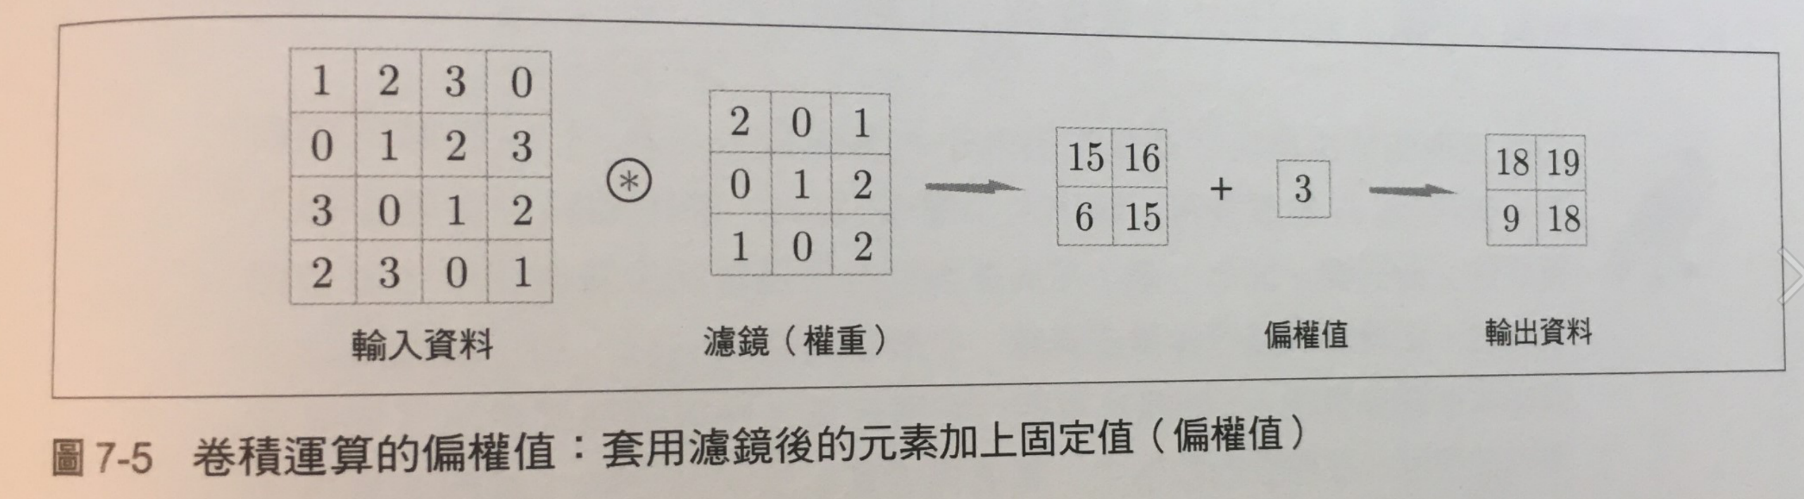 1 2 3 0
0 1 2 3
3 0 1 2
2 3 0 1
⊛
2 0 1
0 1 2
1 0 2
15 16
6 15
+
3
18 19
9 18
輸入資料
濾鏡（權重）
偏權值
輸出資料
圖 7-5 卷積運算的偏權值：套用濾鏡後的元素加上固定值（偏權值）